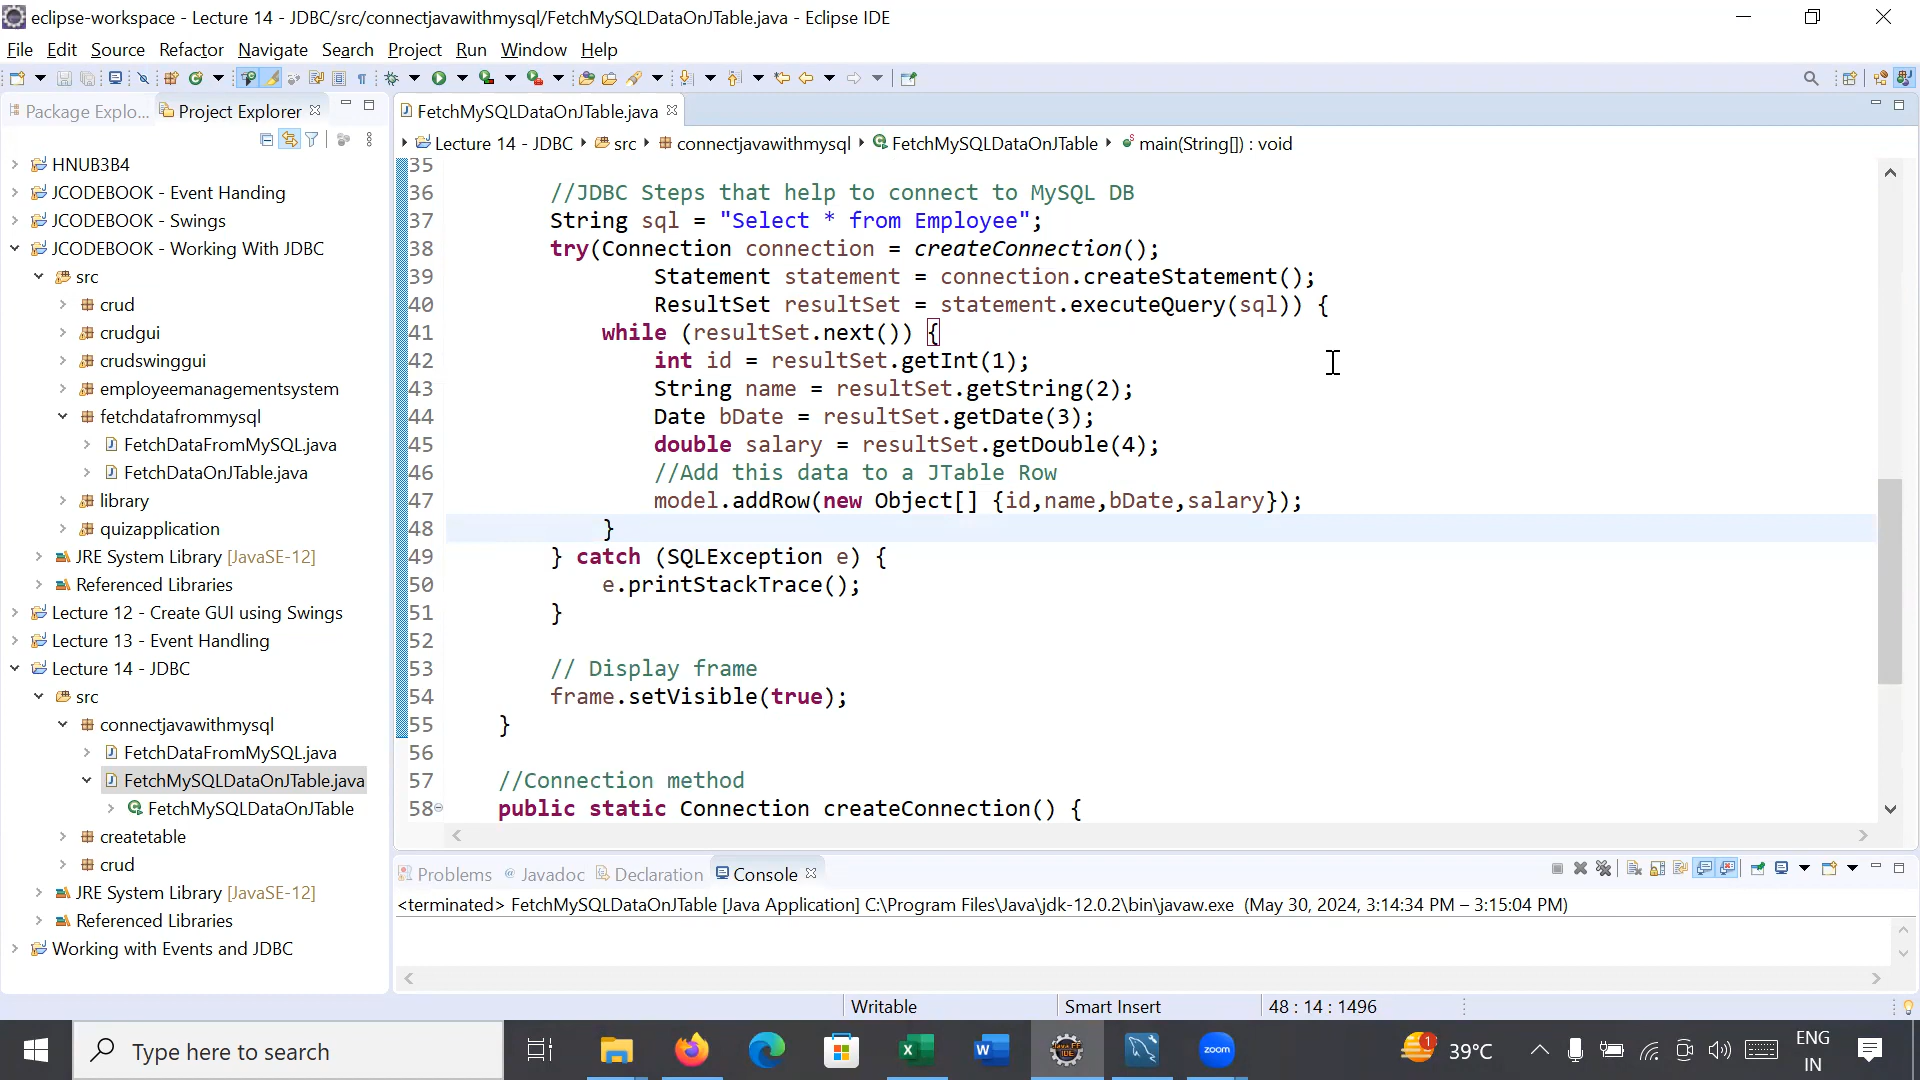 eclipse-workspace - Lecture 14 - JDBC/src/connectjavawithmysql/FetchMySQLDataOnJTable.java - Eclipse IDE
File Edit Source Refactor Navigate Search Project Run Window Help
Package Explo... Project Explorer
HNUB3B4
JCODEBOOK - Event Handing
JCODEBOOK - Swings
JCODEBOOK - Working With JDBC
src
crud
crudgui
crudswinggui
employeemanagementsystem
fetchdatafrommysql
FetchDataFromMySQL.java
FetchDataOnJTable.java
library
quizapplication
JRE System Library [JavaSE-12]
Referenced Libraries
Lecture 12 - Create GUI using Swings
Lecture 13 - Event Handling
Lecture 14 - JDBC
src
connectjavawithmysql
FetchDataFromMySQL.java
FetchMySQLDataOnJTable.java
FetchMySQLDataOnJTable
createtable
crud
JRE System Library [JavaSE-12]
Referenced Libraries
Working with Events and JDBC
FetchMySQLDataOnJTable.java
Lecture 14 - JDBC src connectjavawithmysql FetchMySQLDataOnJTable main(String[]) : void
35
36 //JDBC Steps that help to connect to MySQL DB
37 String sql = "Select * from Employee";
38 try(Connection connection = createConnection();
39 Statement statement = connection.createStatement();
40 ResultSet resultSet = statement.executeQuery(sql)) {
41 while (resultSet.next()) {
42 int id = resultSet.getInt(1);
43 String name = resultSet.getString(2);
44 Date bDate = resultSet.getDate(3);
45 double salary = resultSet.getDouble(4);
46 //Add this data to a JTable Row
47 model.addRow(new Object[] {id,name,bDate,salary});
48 }
49 } catch (SQLException e) {
50 e.printStackTrace();
51 }
52
53 // Display frame
54 frame.setVisible(true);
55 }
56
57 //Connection method
58 public static Connection createConnection() {
Problems Javadoc Declaration Console
<terminated> FetchMySQLDataOnJTable [Java Application] C:\Program Files\Java\jdk-12.0.2\bin\javaw.exe (May 30, 2024, 3:14:34 PM – 3:15:04 PM)
Writable Smart Insert 48 : 14 : 1496
Type here to search
zoom
1
39°C
ENG
IN